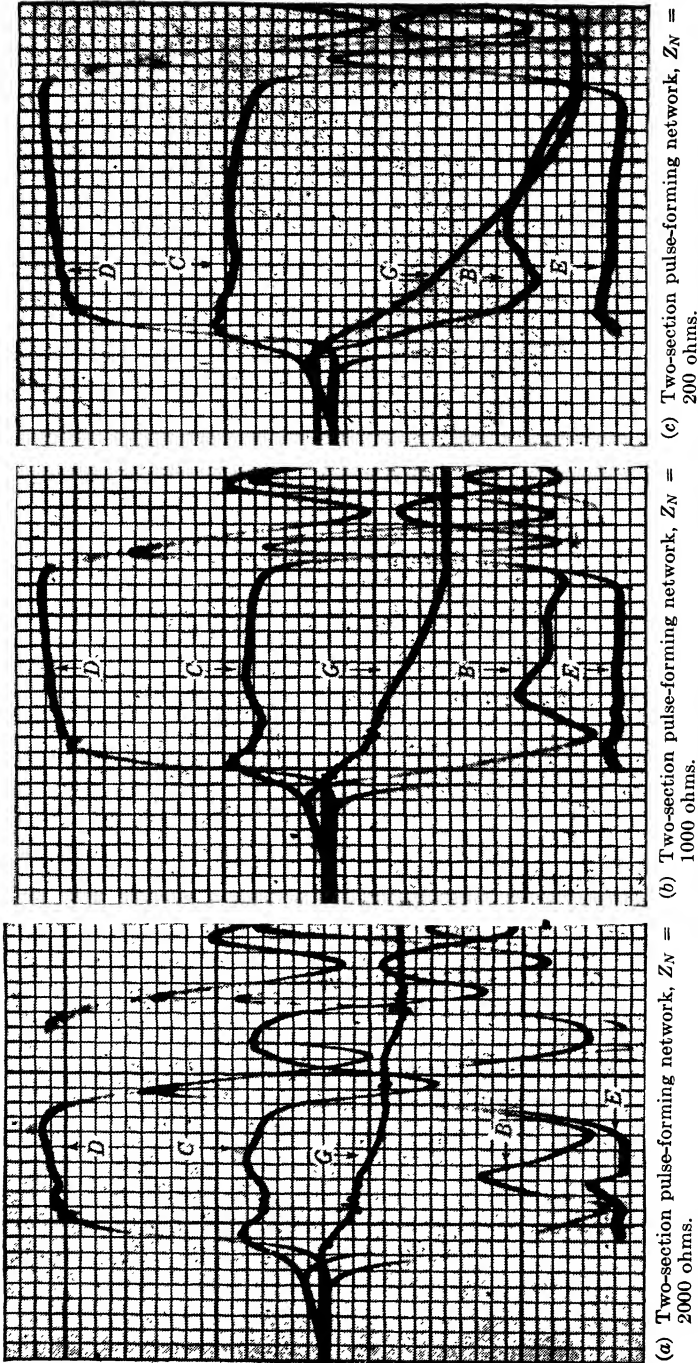 D
C
G
B
E
(a) Two-section pulse-forming network, Z_N =
2000 ohms.
D
C
G
B
E
(b) Two-section pulse-forming network, Z_N =
1000 ohms.
D
C
G
B
E
(c) Two-section pulse-forming network, Z_N =
200 ohms.